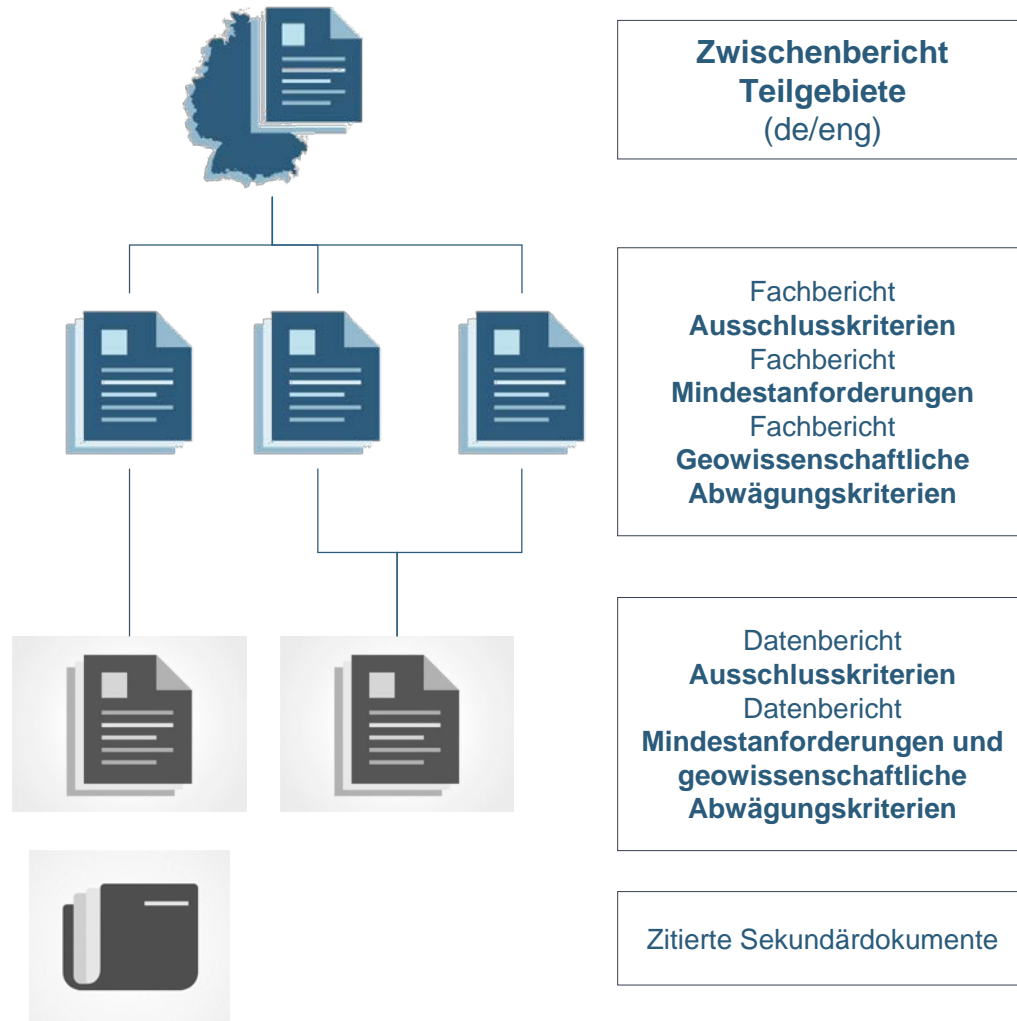 Zwischenbericht
Teilgebiete
(de/eng)
Fachbericht
Ausschlusskriterien
Fachbericht
Mindestanforderungen
Fachbericht
Geowissenschaftliche
Abwägungskriterien
Datenbericht
Ausschlusskriterien
Datenbericht
Mindestanforderungen und
geowissenschaftliche
Abwägungskriterien
Zitierte Sekundärdokumente